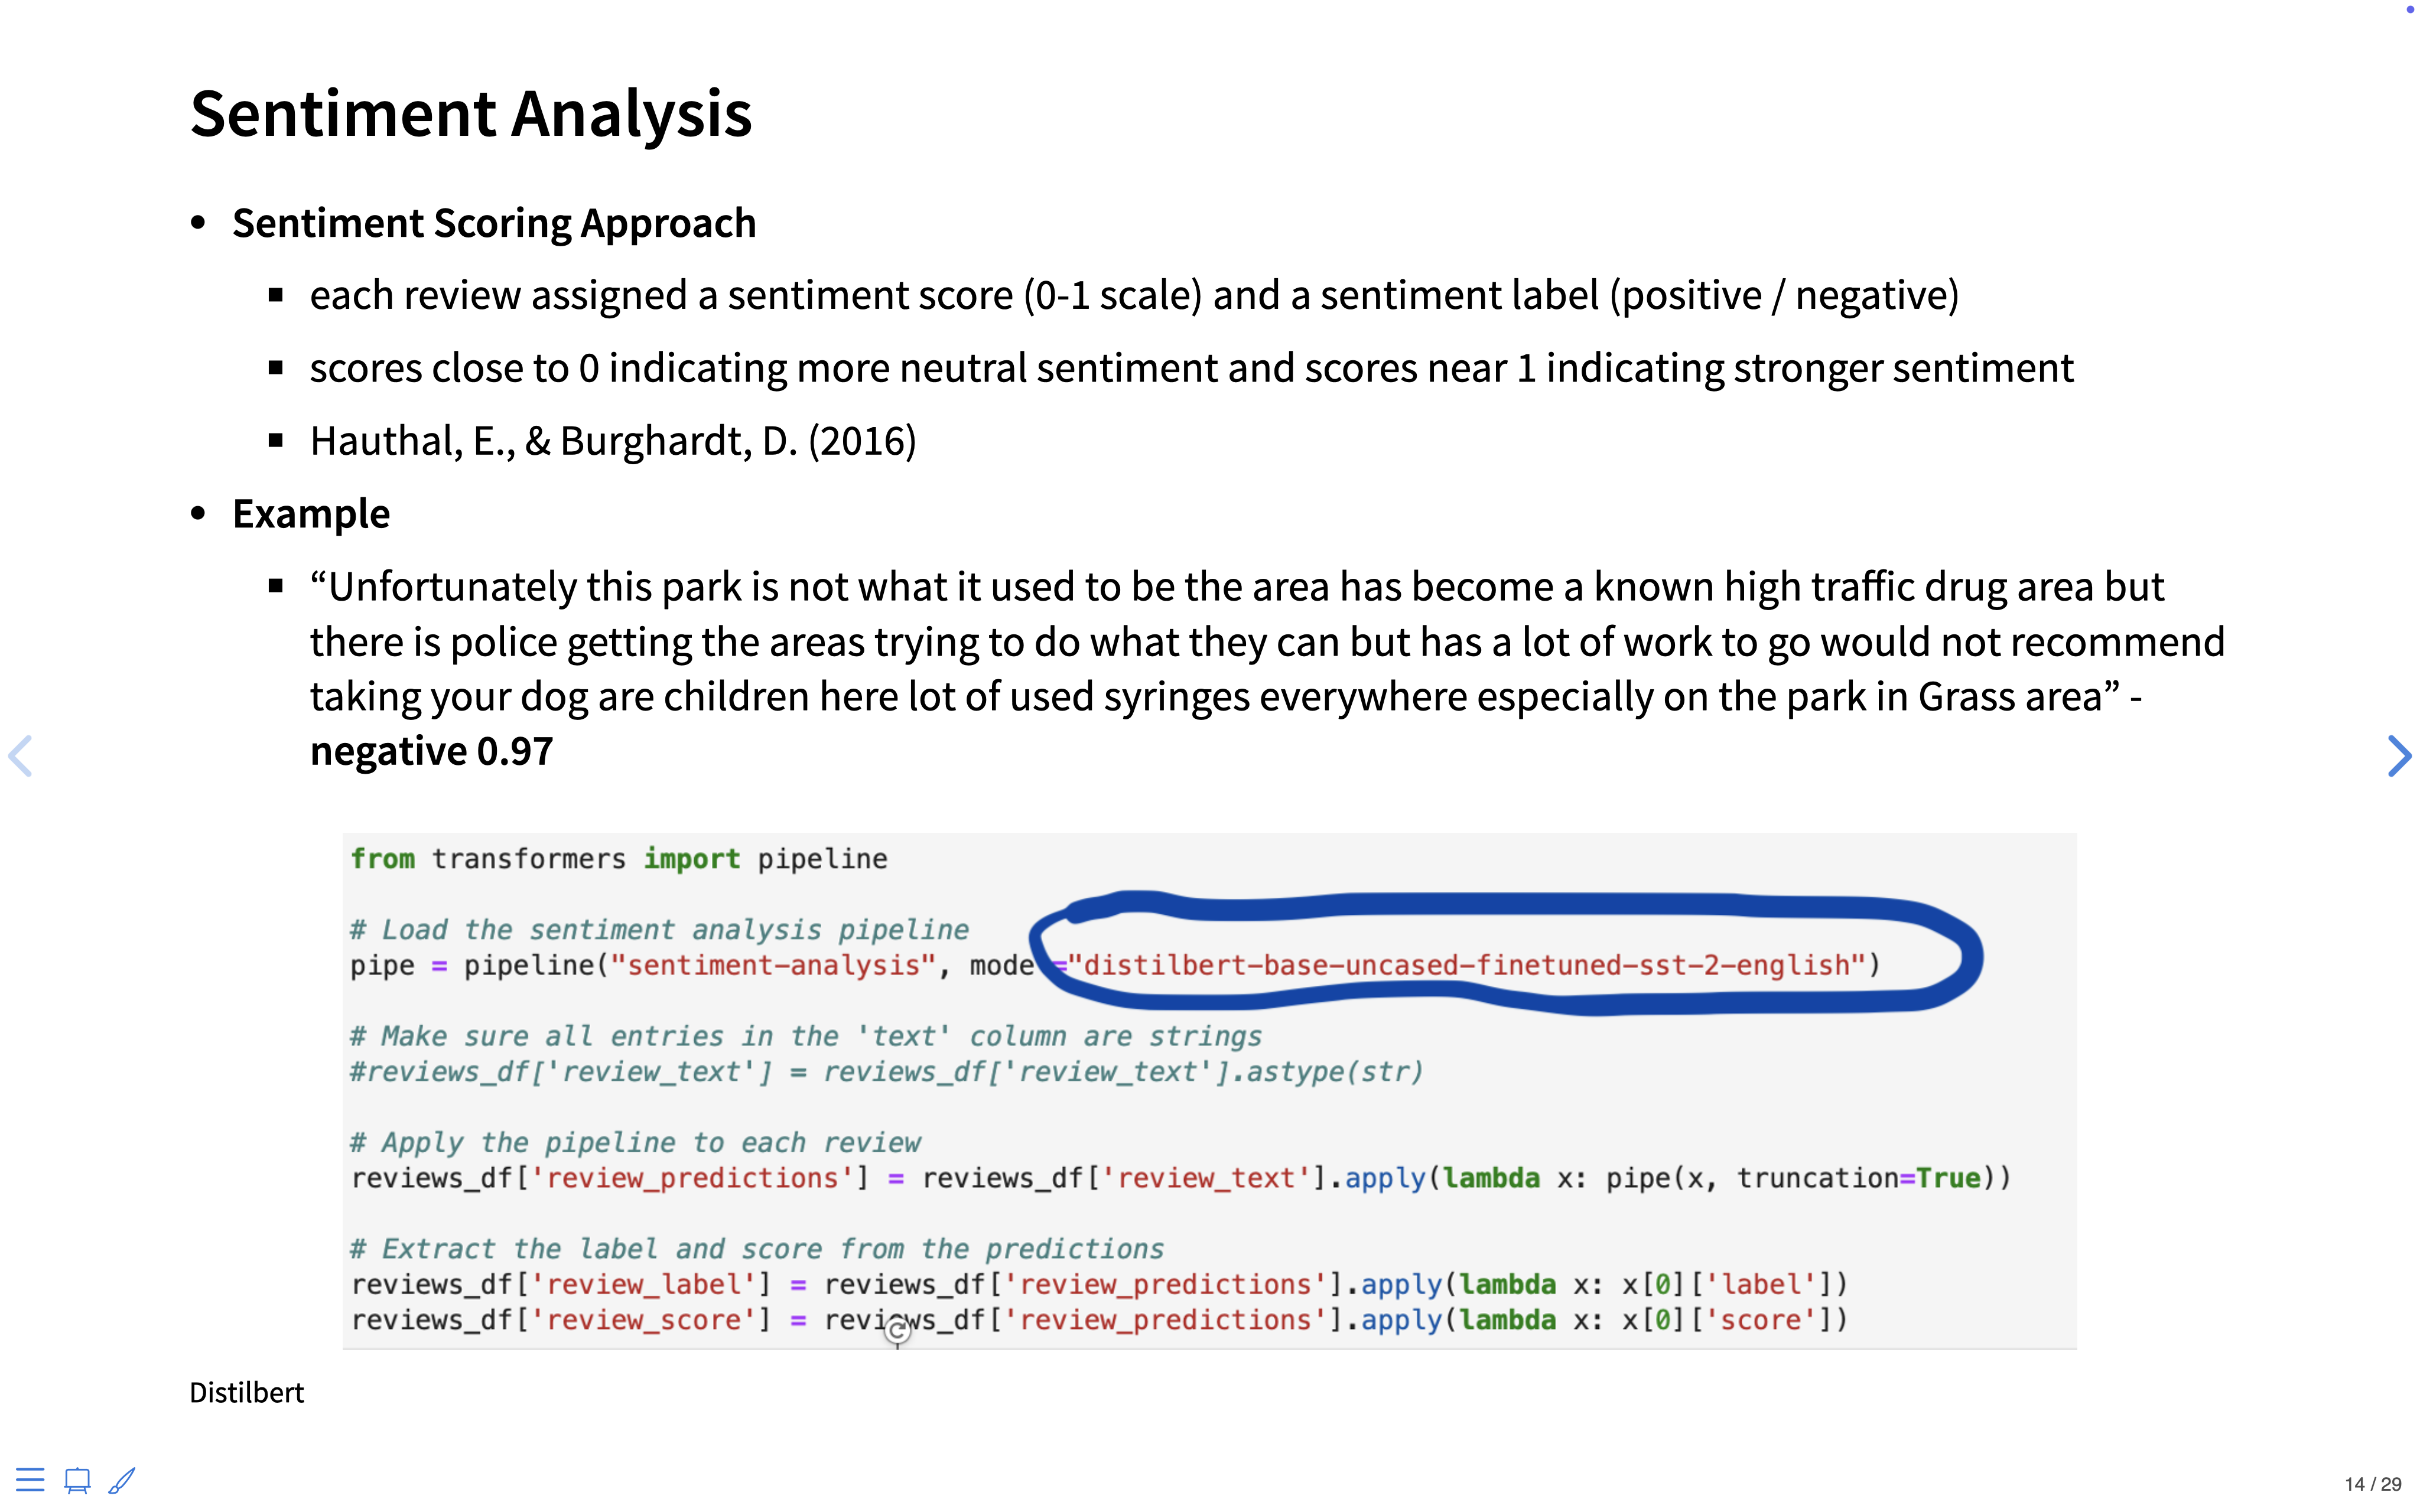 Sentiment Analysis
• Sentiment Scoring Approach
▪ each review assigned a sentiment score (0-1 scale) and a sentiment label (positive / negative)
▪ scores close to 0 indicating more neutral sentiment and scores near 1 indicating stronger sentiment
▪ Hauthal, E., & Burghardt, D. (2016)
• Example
▪ “Unfortunately this park is not what it used to be the area has become a known high traffic drug area but
there is police getting the areas trying to do what they can but has a lot of work to go would not recommend
taking your dog are children here lot of used syringes everywhere especially on the park in Grass area” -
negative 0.97
from transformers import pipeline
# Load the sentiment analysis pipeline
pipe = pipeline("sentiment-analysis", mode="distilbert-base-uncased-finetuned-sst-2-english")
# Make sure all entries in the 'text' column are strings
#reviews_df['review_text'] = reviews_df['review_text'].astype(str)
# Apply the pipeline to each review
reviews_df['review_predictions'] = reviews_df['review_text'].apply(lambda x: pipe(x, truncation=True))
# Extract the label and score from the predictions
reviews_df['review_label'] = reviews_df['review_predictions'].apply(lambda x: x[0]['label'])
reviews_df['review_score'] = reviews_df['review_predictions'].apply(lambda x: x[0]['score'])
Distilbert
14 / 29